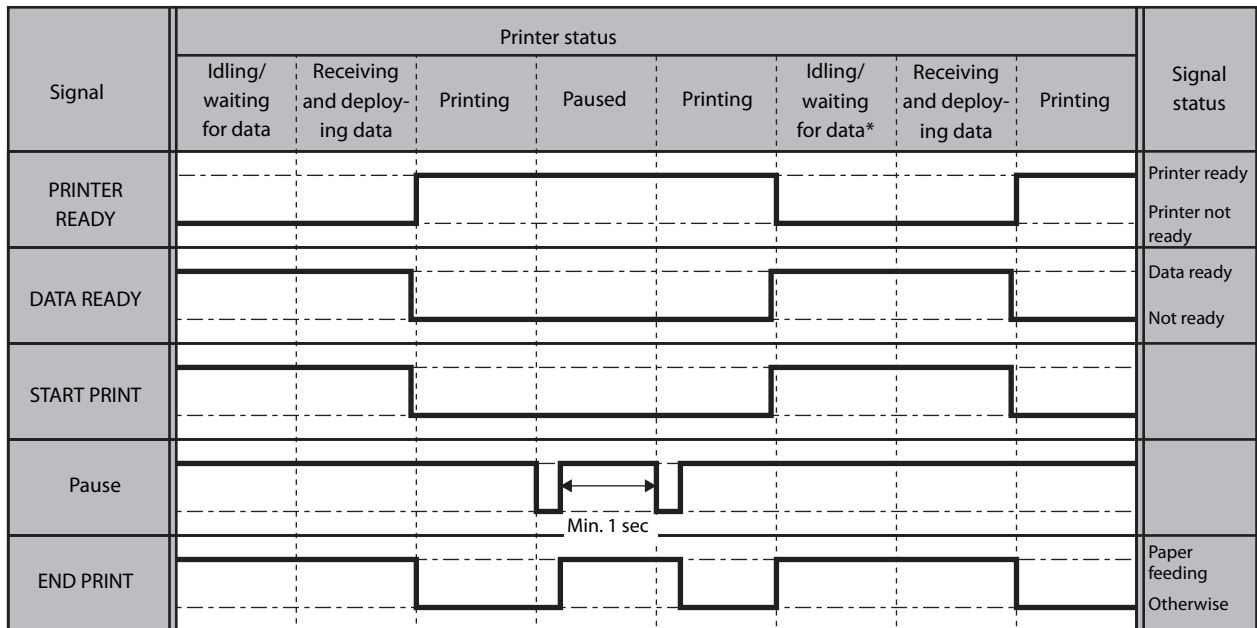 Signal
Printer status
Signal
status
Idling/
waiting
for data
Receiving
and deploy-
ing data
Printing
Paused
Printing
Idling/
waiting
for data*
Receiving
and deploy-
ing data
Printing
PRINTER
READY
Printer ready
Printer not
ready
DATA READY
Data ready
Not ready
START PRINT
Pause
Min. 1 sec
END PRINT
Paper
feeding
Otherwise